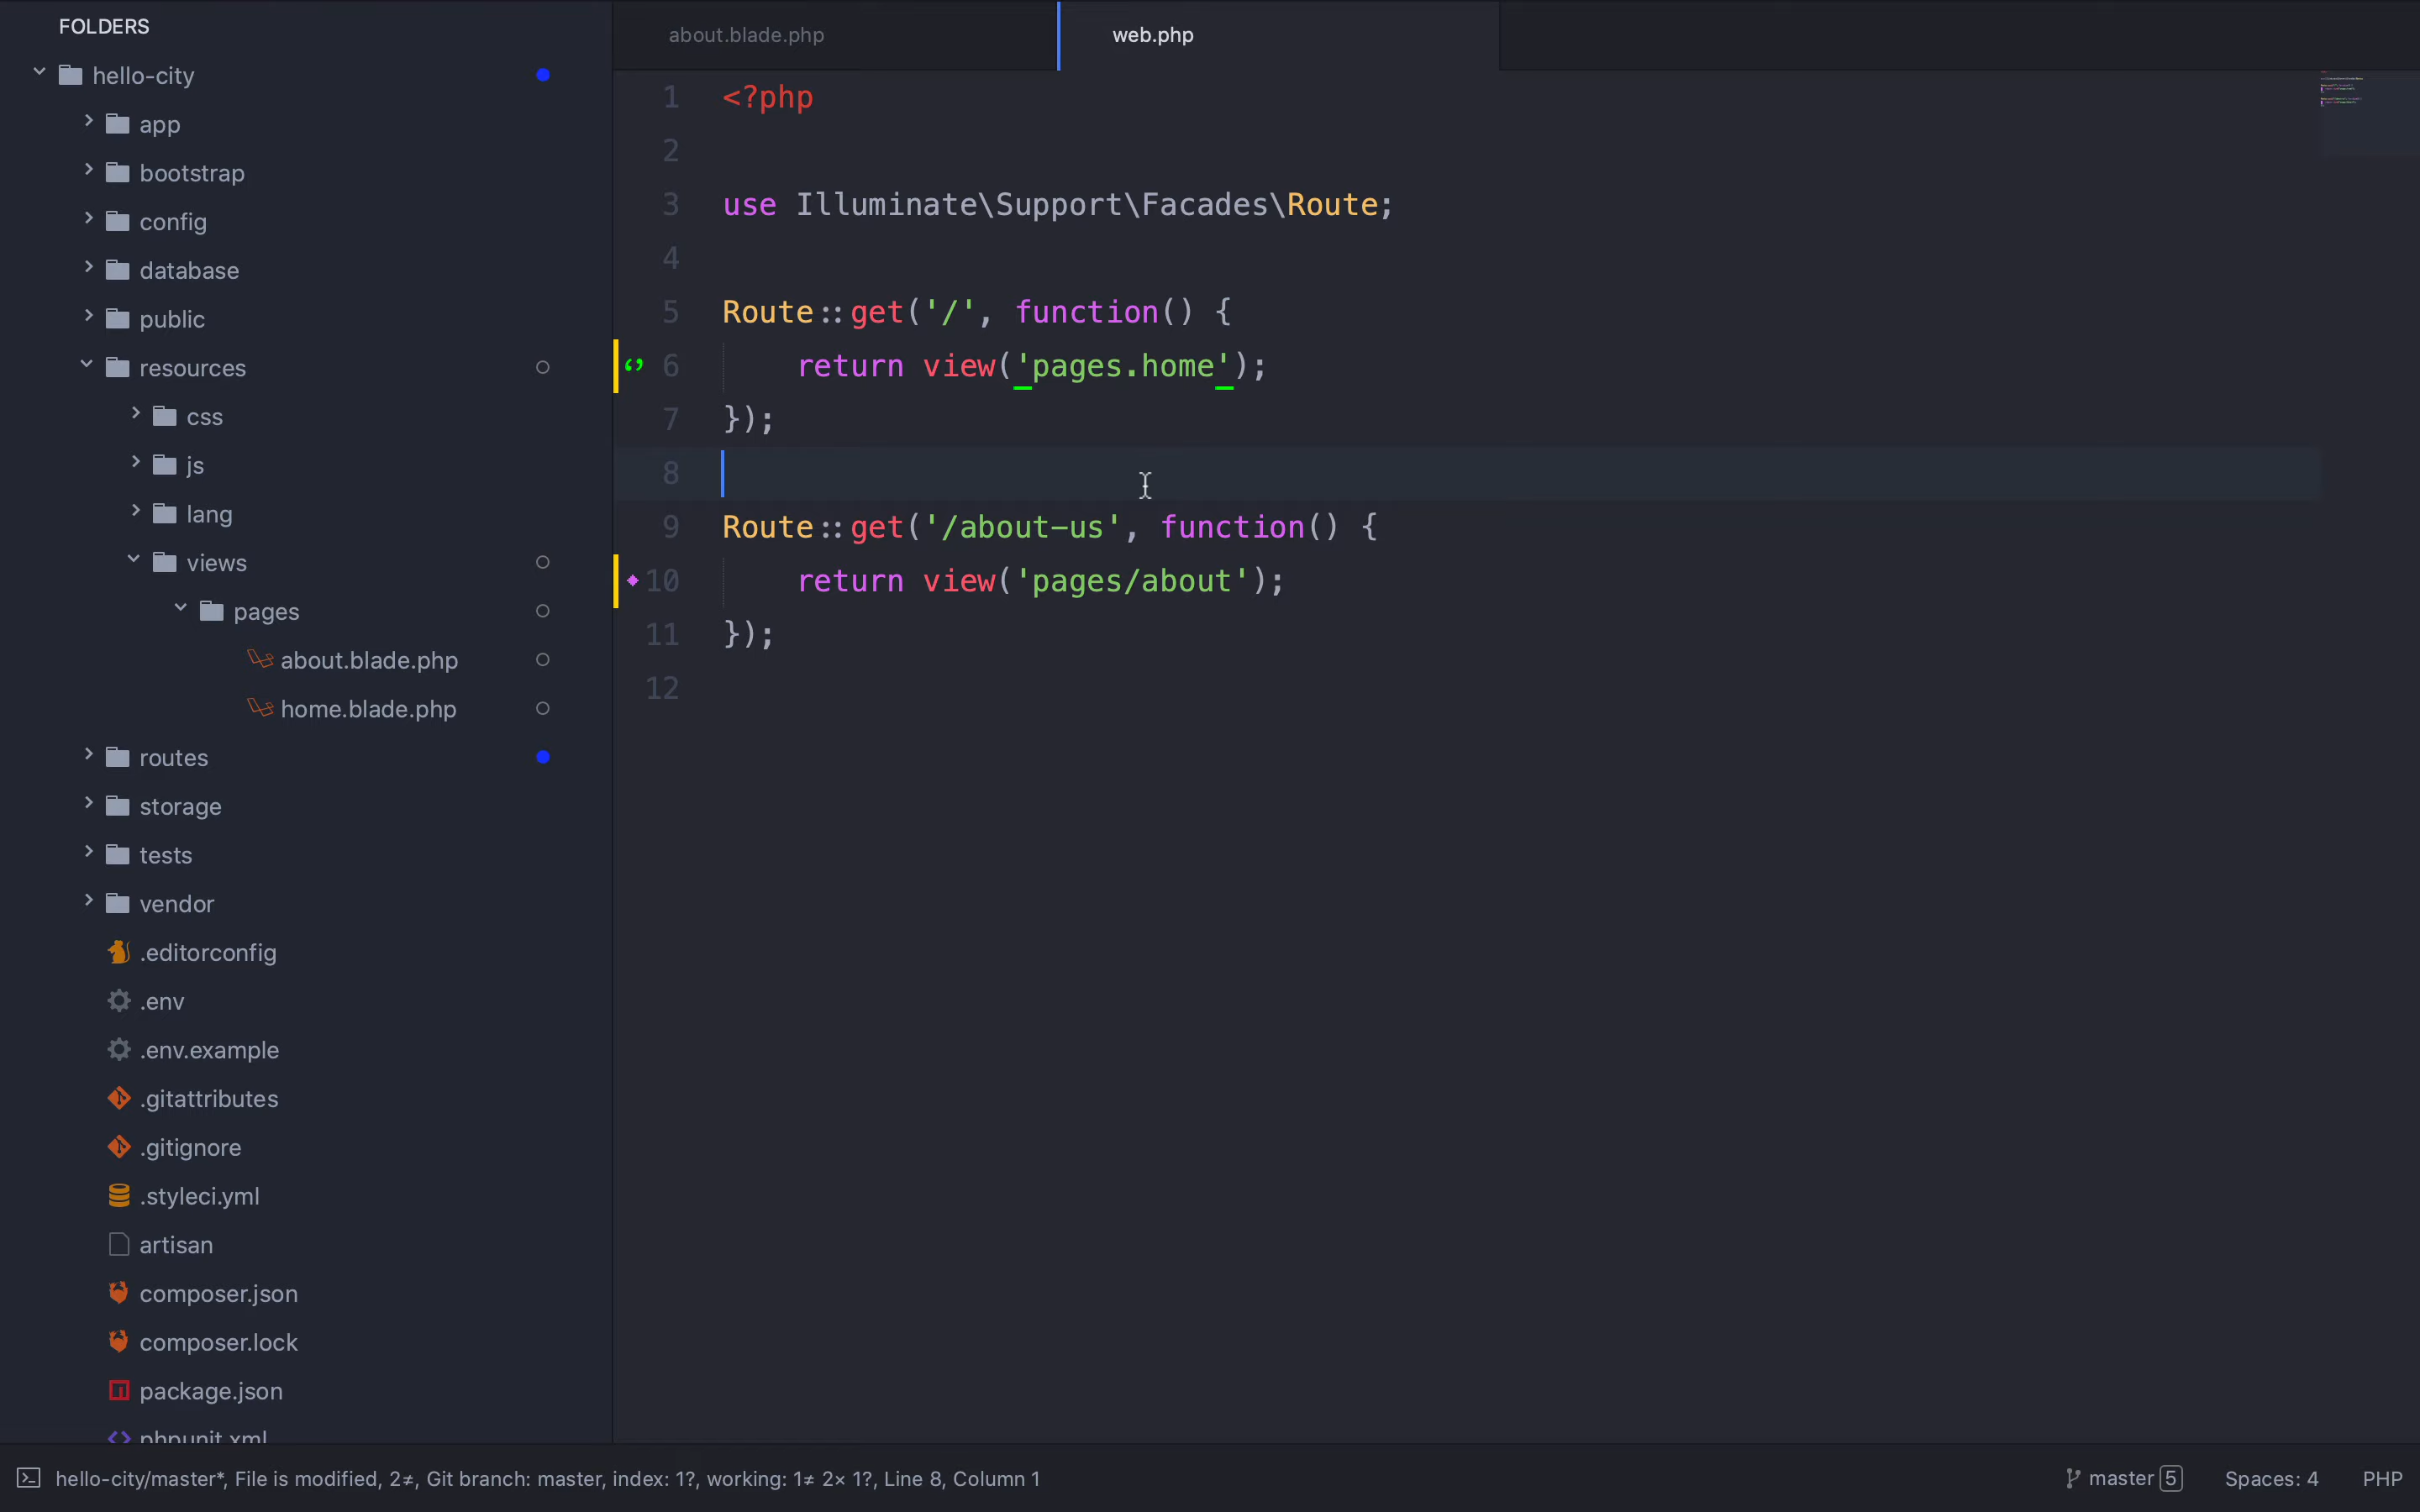 FOLDERS
hello-city
app
bootstrap
config
database
public
resources
css
js
lang
views
pages
about.blade.php
home.blade.php
routes
storage
tests
vendor
.editorconfig
.env
.env.example
.gitattributes
.gitignore
.styleci.yml
artisan
composer.json
composer.lock
package.json
phpunit.xml
about.blade.php
web.php
1 <?php
2
3 use Illuminate\Support\Facades\Route;
4
5 Route::get('/', function() {
6 return view('pages.home');
7 });
8
9 Route::get('/about-us', function() {
10 return view('pages/about');
11 });
12
hello-city/master*, File is modified, 2≠, Git branch: master, index: 1?, working: 1≠ 2× 1?, Line 8, Column 1
master 5
Spaces: 4
PHP